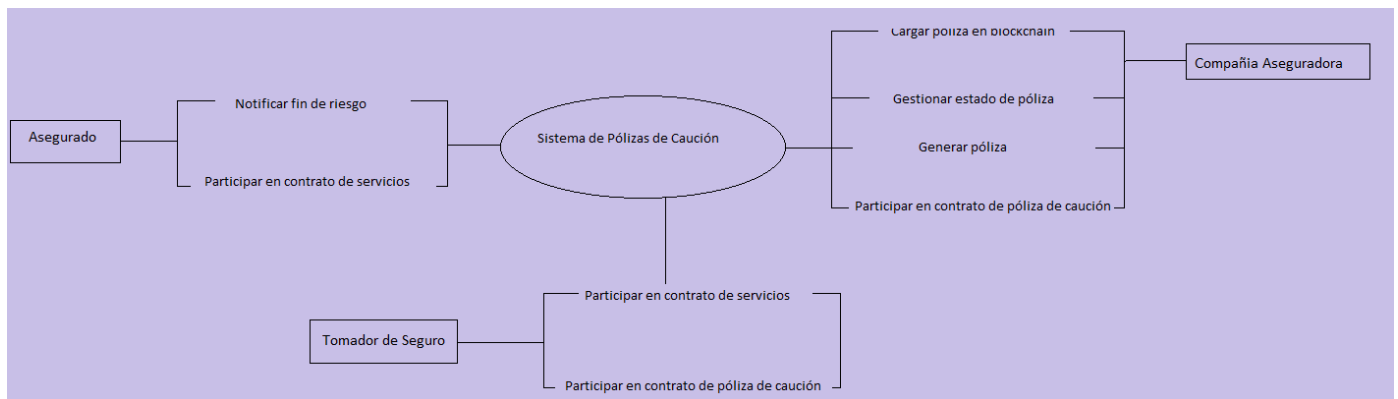 Cargar póliza en blockchain
Compañia Aseguradora
Notificar fin de riesgo
Gestionar estado de póliza
Asegurado
Sistema de Pólizas de Caución
Generar póliza
Participar en contrato de servicios
Participar en contrato de póliza de caución
Participar en contrato de servicios
Tomador de Seguro
Participar en contrato de póliza de caución